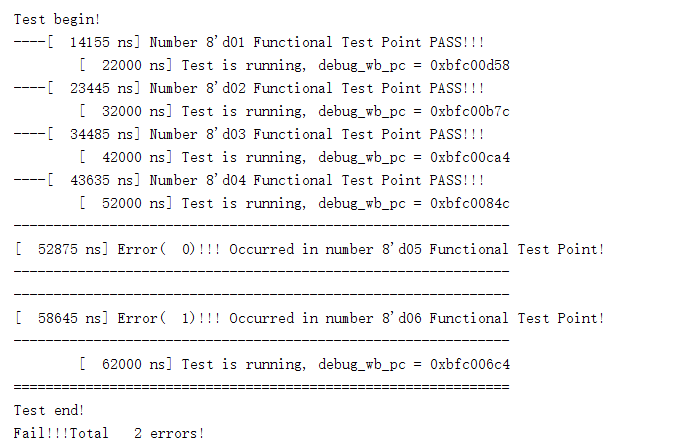 Test begin!
----[  14155 ns] Number 8'd01 Functional Test Point PASS!!!
        [  22000 ns] Test is running, debug_wb_pc = 0xbfc00d58
----[  23445 ns] Number 8'd02 Functional Test Point PASS!!!
        [  32000 ns] Test is running, debug_wb_pc = 0xbfc00b7c
----[  34485 ns] Number 8'd03 Functional Test Point PASS!!!
        [  42000 ns] Test is running, debug_wb_pc = 0xbfc00ca4
----[  43635 ns] Number 8'd04 Functional Test Point PASS!!!
        [  52000 ns] Test is running, debug_wb_pc = 0xbfc0084c
--------------------------------------------------------------
[  52875 ns] Error(  0)!!! Occurred in number 8'd05 Functional Test Point!
--------------------------------------------------------------
--------------------------------------------------------------
[  58645 ns] Error(  1)!!! Occurred in number 8'd06 Functional Test Point!
--------------------------------------------------------------
        [  62000 ns] Test is running, debug_wb_pc = 0xbfc006c4
==============================================================
Test end!
Fail!!!Total   2 errors!